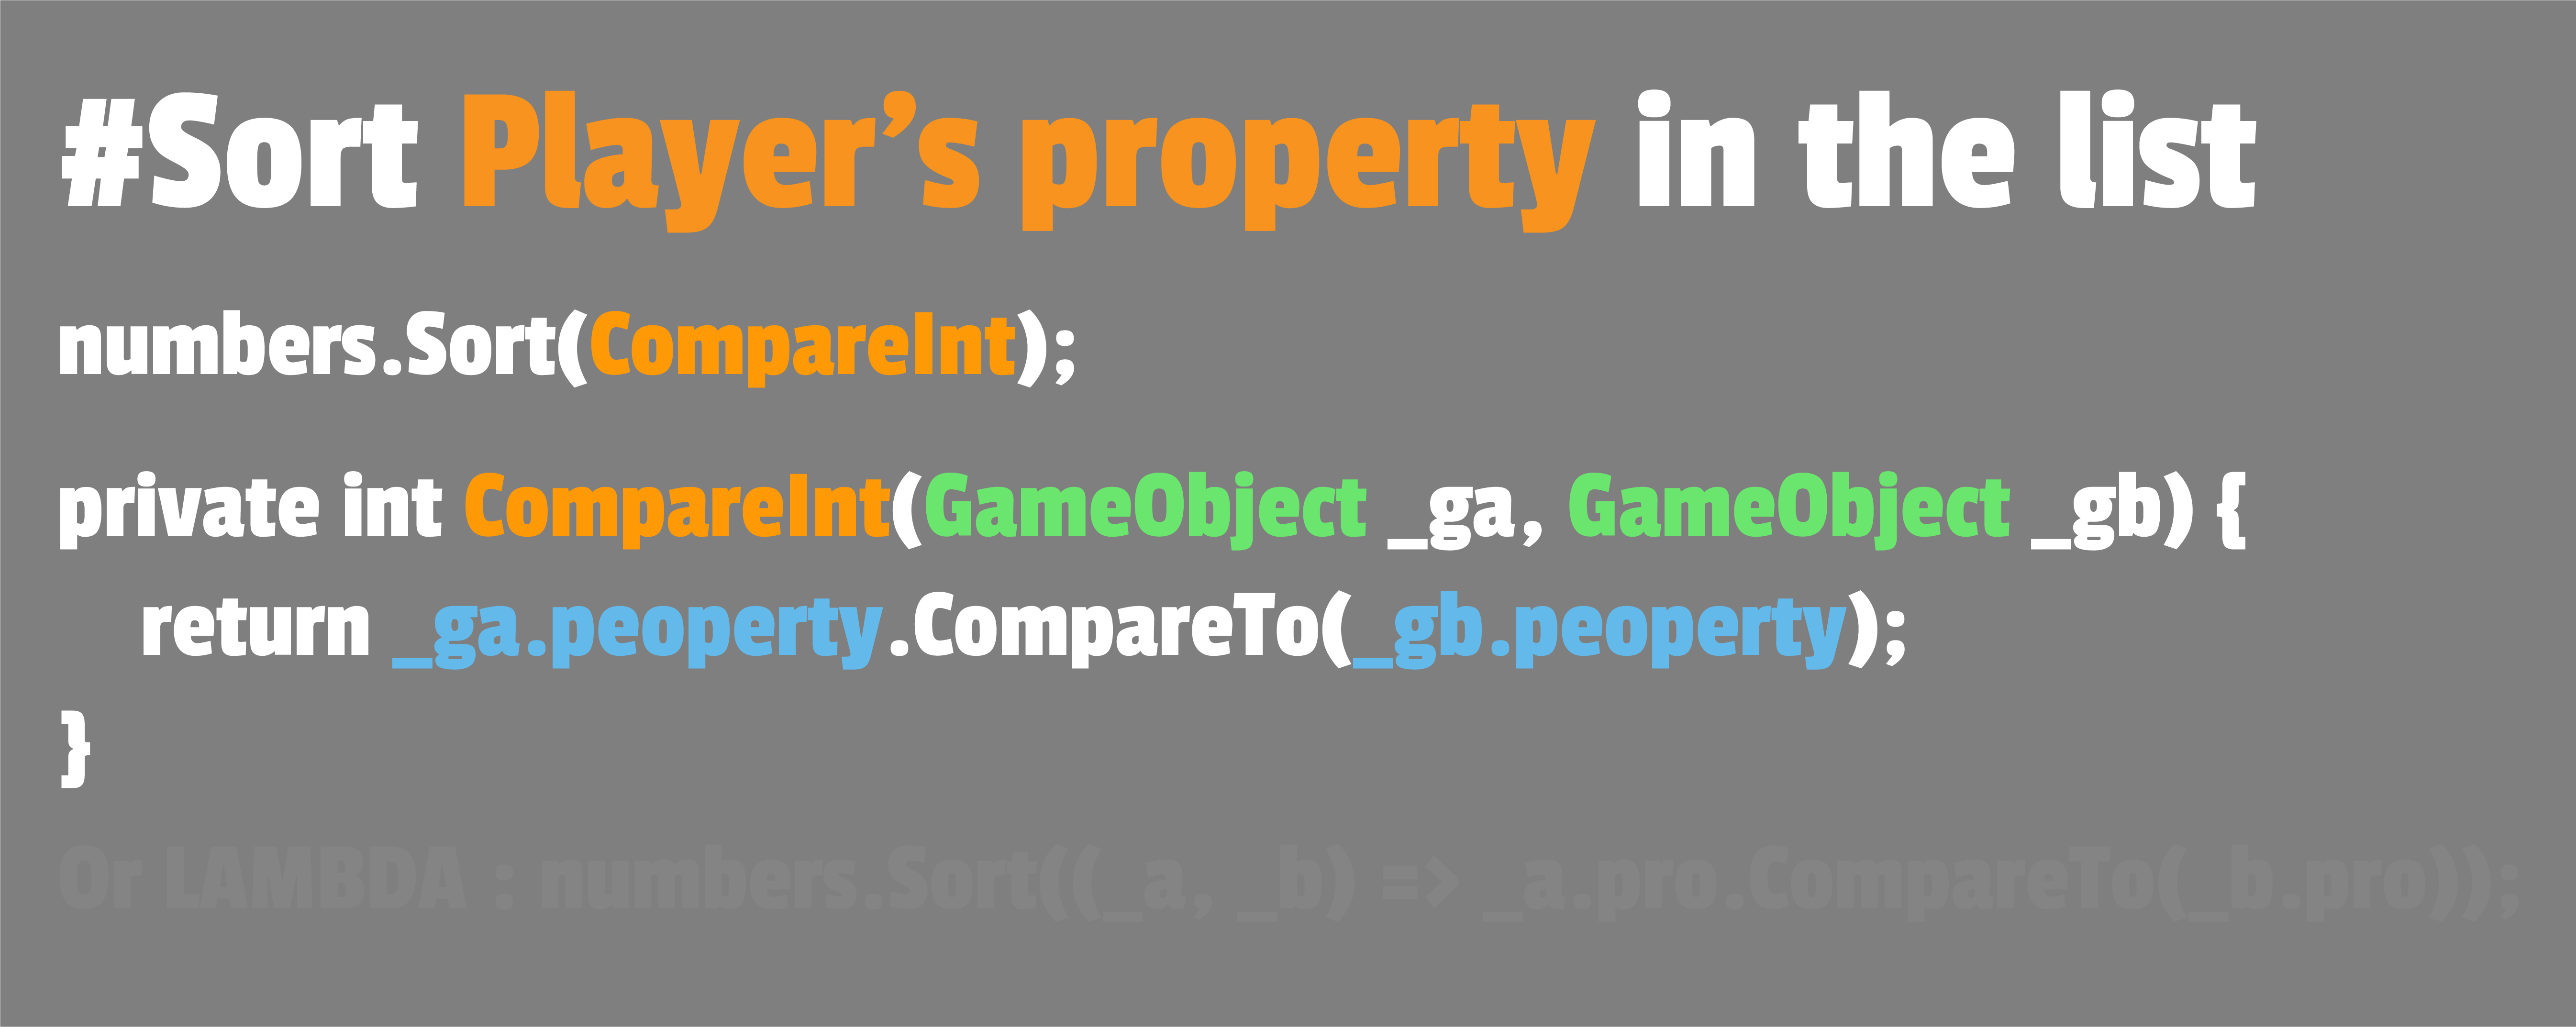 #Sort Player’s property in the list
numbers.Sort(CompareInt);
private int CompareInt(GameObject _ga, GameObject _gb) {
return _ga.peoperty.CompareTo(_gb.peoperty);
}
Or LAMBDA : numbers.Sort((_a, _b) => _a.pro.CompareTo(_b.pro));